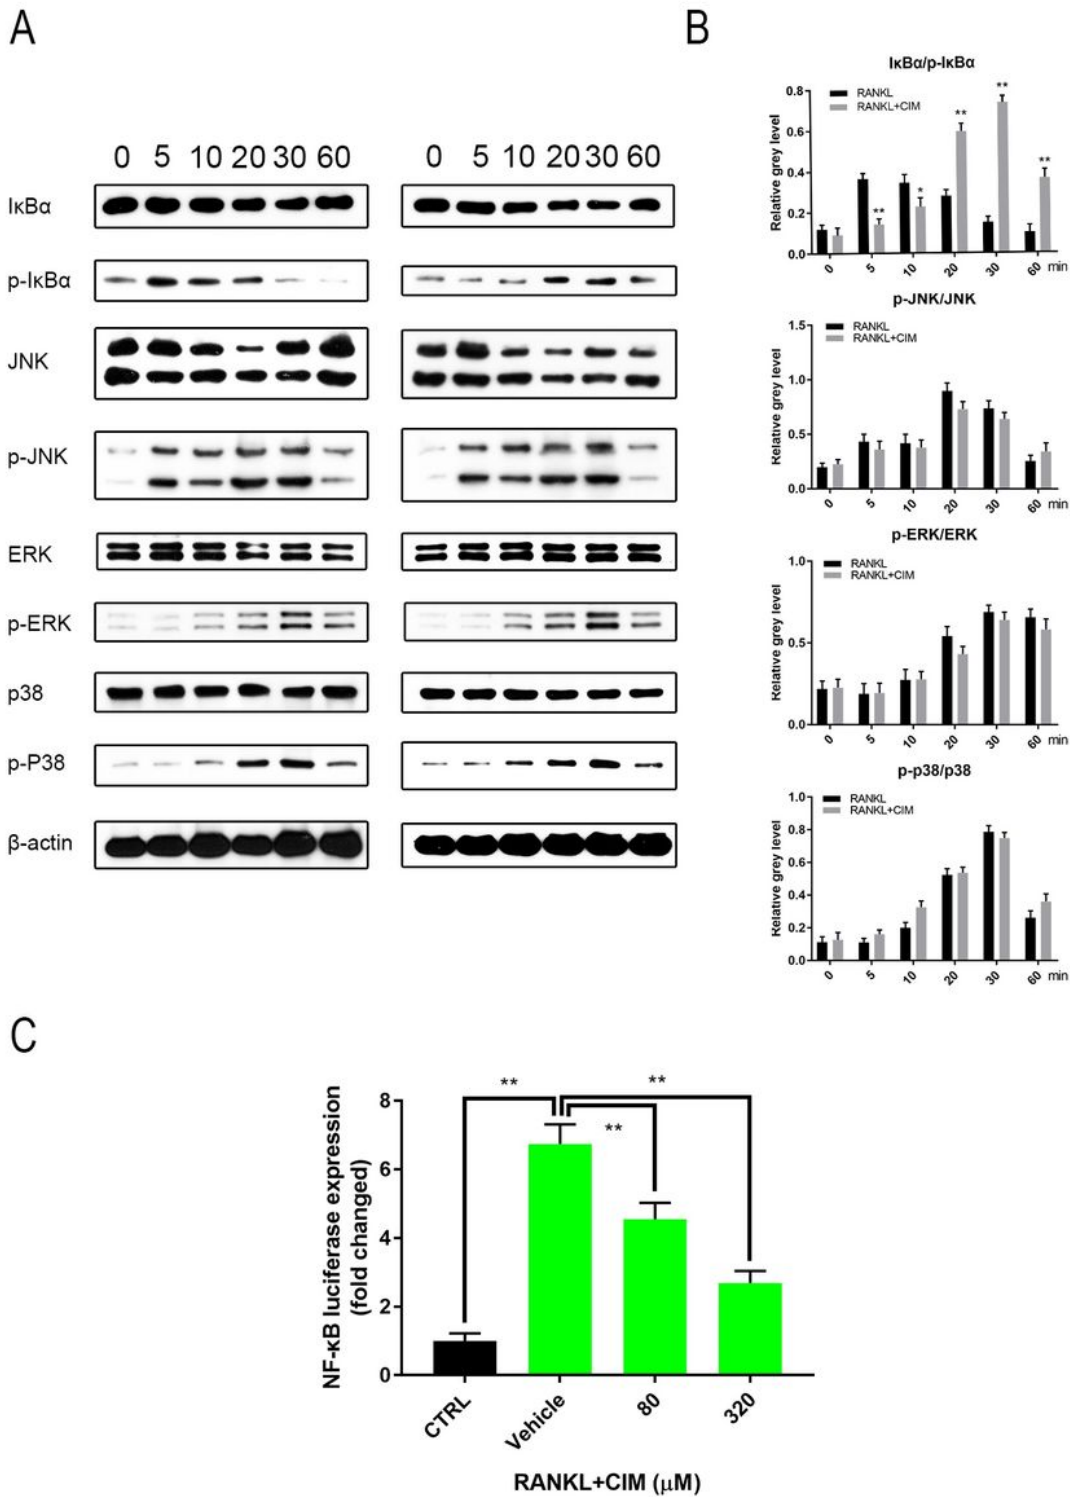 A
0 5 10 20 30 60
0 5 10 20 30 60
IκBα
p-IκBα
JNK
p-JNK
ERK
p-ERK
p38
p-P38
β-actin
B
IκBα/p-IκBα
Relative grey level
0.8
0.6
0.4
0.2
0.0
RANKL
RANKL+CIM
**
*
**
**
**
0 5 10 20 30 60 min
p-JNK/JNK
Relative grey level
1.5
1.0
0.5
0.0
RANKL
RANKL+CIM
0 5 10 20 30 60 min
p-ERK/ERK
Relative grey level
1.0
0.5
0.0
RANKL
RANKL+CIM
0 5 10 20 30 60 min
p-p38/p38
Relative grey level
1.0
0.8
0.6
0.4
0.2
0.0
RANKL
RANKL+CIM
0 5 10 20 30 60 min
C
NF-κB luciferase expression
(fold changed)
8
6
4
2
0
**
**
**
CTRL Vehicle 80 320
RANKL+CIM (μM)